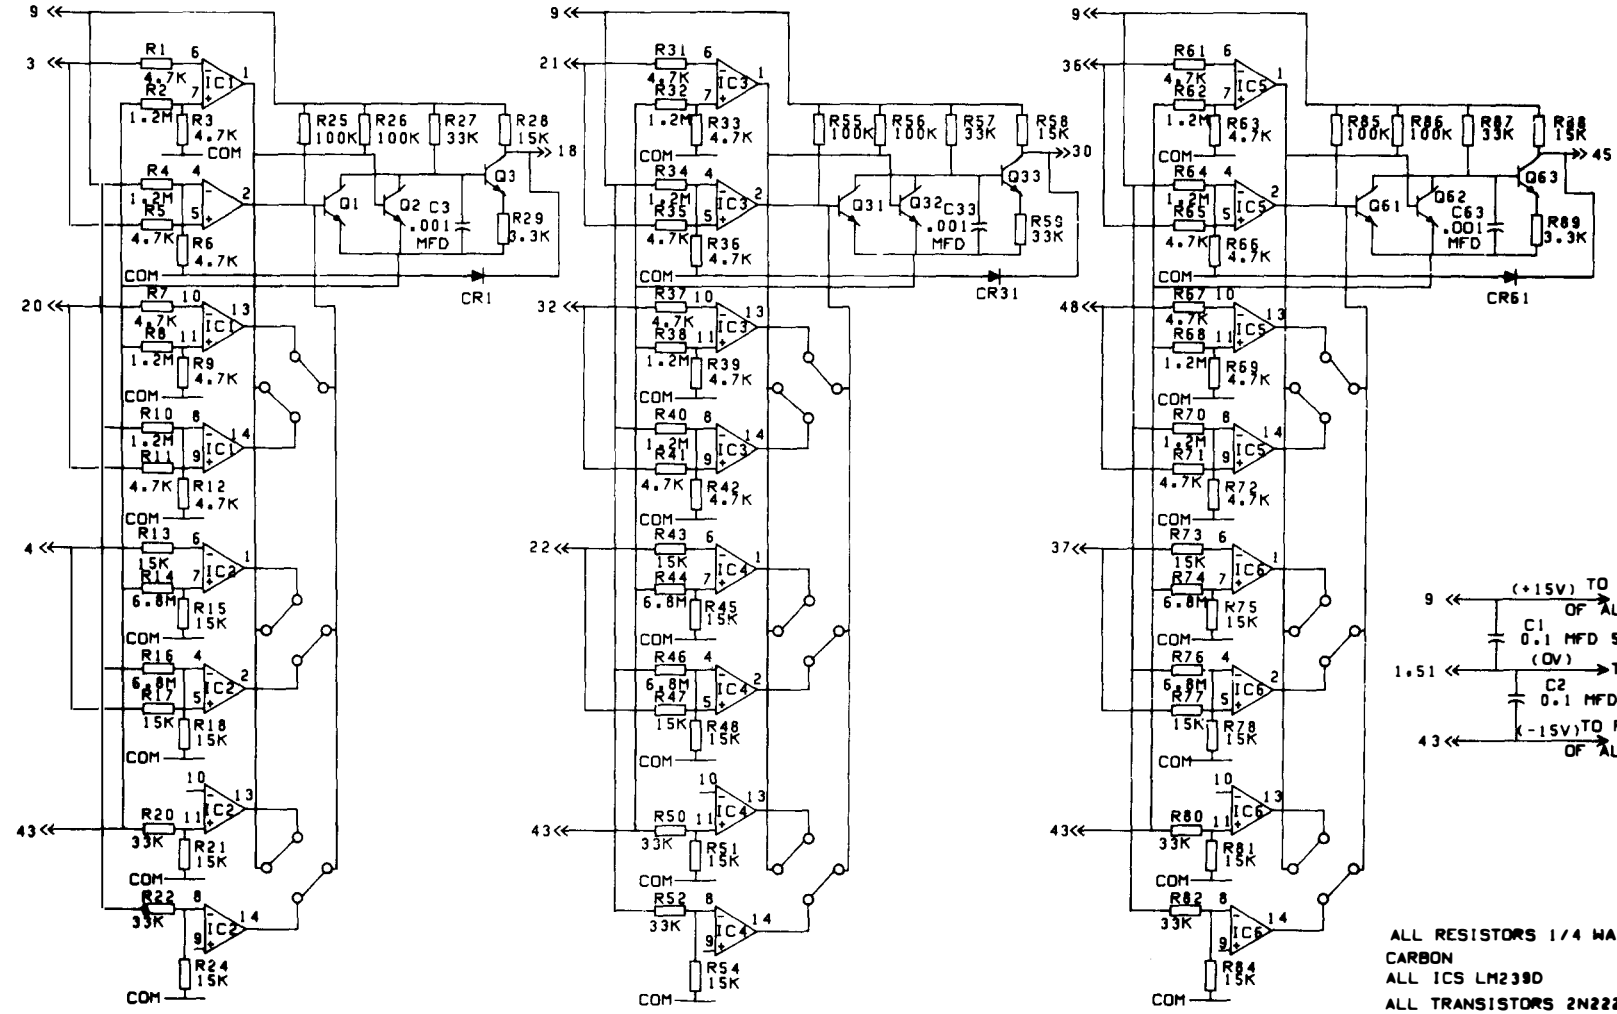 9
3
R1
4.7K
R2
1.2M
R3
4.7K
COM
6
7
IC1
1
R4
1.2M
R5
4.7K
R6
4.7K
COM
4
5
IC1
2
R25
100K
R26
100K
R27
33K
R28
15K
18
Q1
Q2
C3
.001
MFD
Q3
R29
3.3K
CR1
20
R7
4.7K
R8
1.2M
R9
4.7K
COM
10
11
IC1
13
R10
1.2M
R11
4.7K
R12
4.7K
COM
8
9
IC1
14
4
R13
15K
R14
6.8M
R15
15K
COM
6
7
IC2
1
R16
6.8M
R17
15K
R18
15K
COM
4
5
IC2
2
43
R20
33K
R21
15K
COM
10
11
IC2
13
R22
33K
R24
15K
COM
8
9
IC2
14
9
21
R31
4.7K
R32
1.2M
R33
4.7K
COM
6
7
IC3
1
R34
1.2M
R35
4.7K
R36
4.7K
COM
4
5
IC3
2
R55
100K
R56
100K
R57
33K
R58
15K
30
Q31
Q32
C33
.001
MFD
Q33
R59
33K
CR31
32
R37
4.7K
R38
1.2M
R39
4.7K
COM
10
11
IC3
13
R40
1.2M
R41
4.7K
R42
4.7K
COM
8
9
IC3
14
22
R43
15K
R44
6.8M
R45
15K
COM
6
7
IC4
1
R46
6.8M
R47
15K
R48
15K
COM
4
5
IC4
2
43
R50
33K
R51
15K
COM
10
11
IC4
13
R52
33K
R54
15K
COM
8
9
IC4
14
9
36
R61
4.7K
R62
1.2M
R63
4.7K
COM
6
7
IC5
1
R64
1.2M
R65
4.7K
R66
4.7K
COM
4
5
IC5
2
R85
100K
R86
100K
R87
33K
R88
15K
45
Q61
Q62
C63
.001
MFD
Q63
R89
3.3K
CR61
48
R67
4.7K
R68
1.2M
R69
4.7K
COM
10
11
IC5
13
R70
1.2M
R71
4.7K
R72
4.7K
COM
8
9
IC5
14
37
R73
15K
R74
6.8M
R75
15K
COM
6
7
IC6
1
R76
6.8M
R77
15K
R78
15K
COM
4
5
IC6
2
43
R80
33K
R81
15K
COM
10
11
IC6
13
R82
33K
R84
15K
COM
8
9
IC6
14
9
(+15V) TO
OF
C1
0.1 MFD
1.51
(0V)
C2
0.1 MFD
43
(-15V) TO
OF
ALL RESISTORS 1/4
CARBON
ALL ICS LM239D
ALL TRANSISTORS